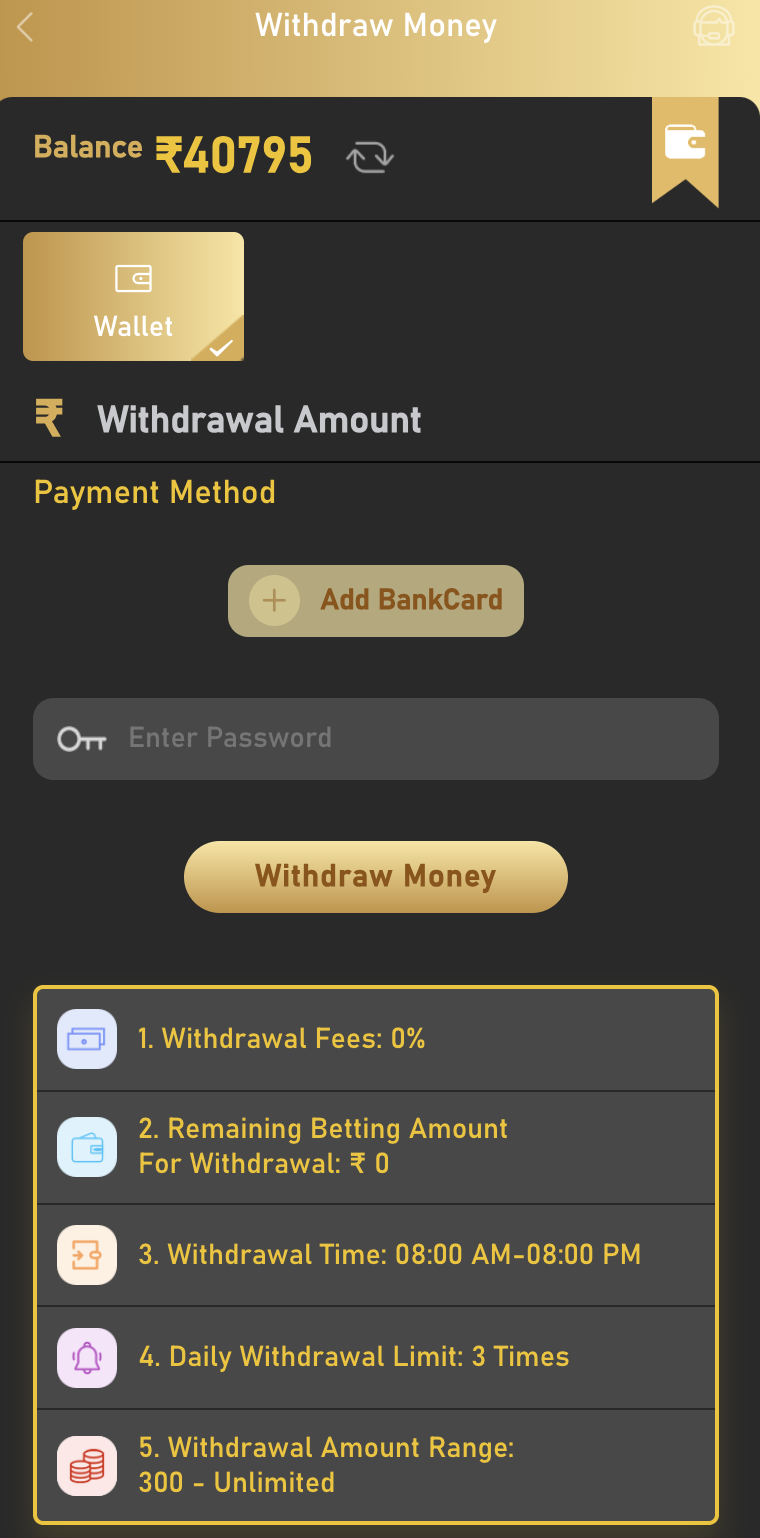 Withdraw Money
Balance ₹40795
Wallet
₹ Withdrawal Amount
Payment Method
+ Add BankCard
Enter Password
Withdraw Money
1. Withdrawal Fees: 0%
2. Remaining Betting Amount
For Withdrawal: ₹ 0
3. Withdrawal Time: 08:00 AM-08:00 PM
4. Daily Withdrawal Limit: 3 Times
5. Withdrawal Amount Range:
300 - Unlimited